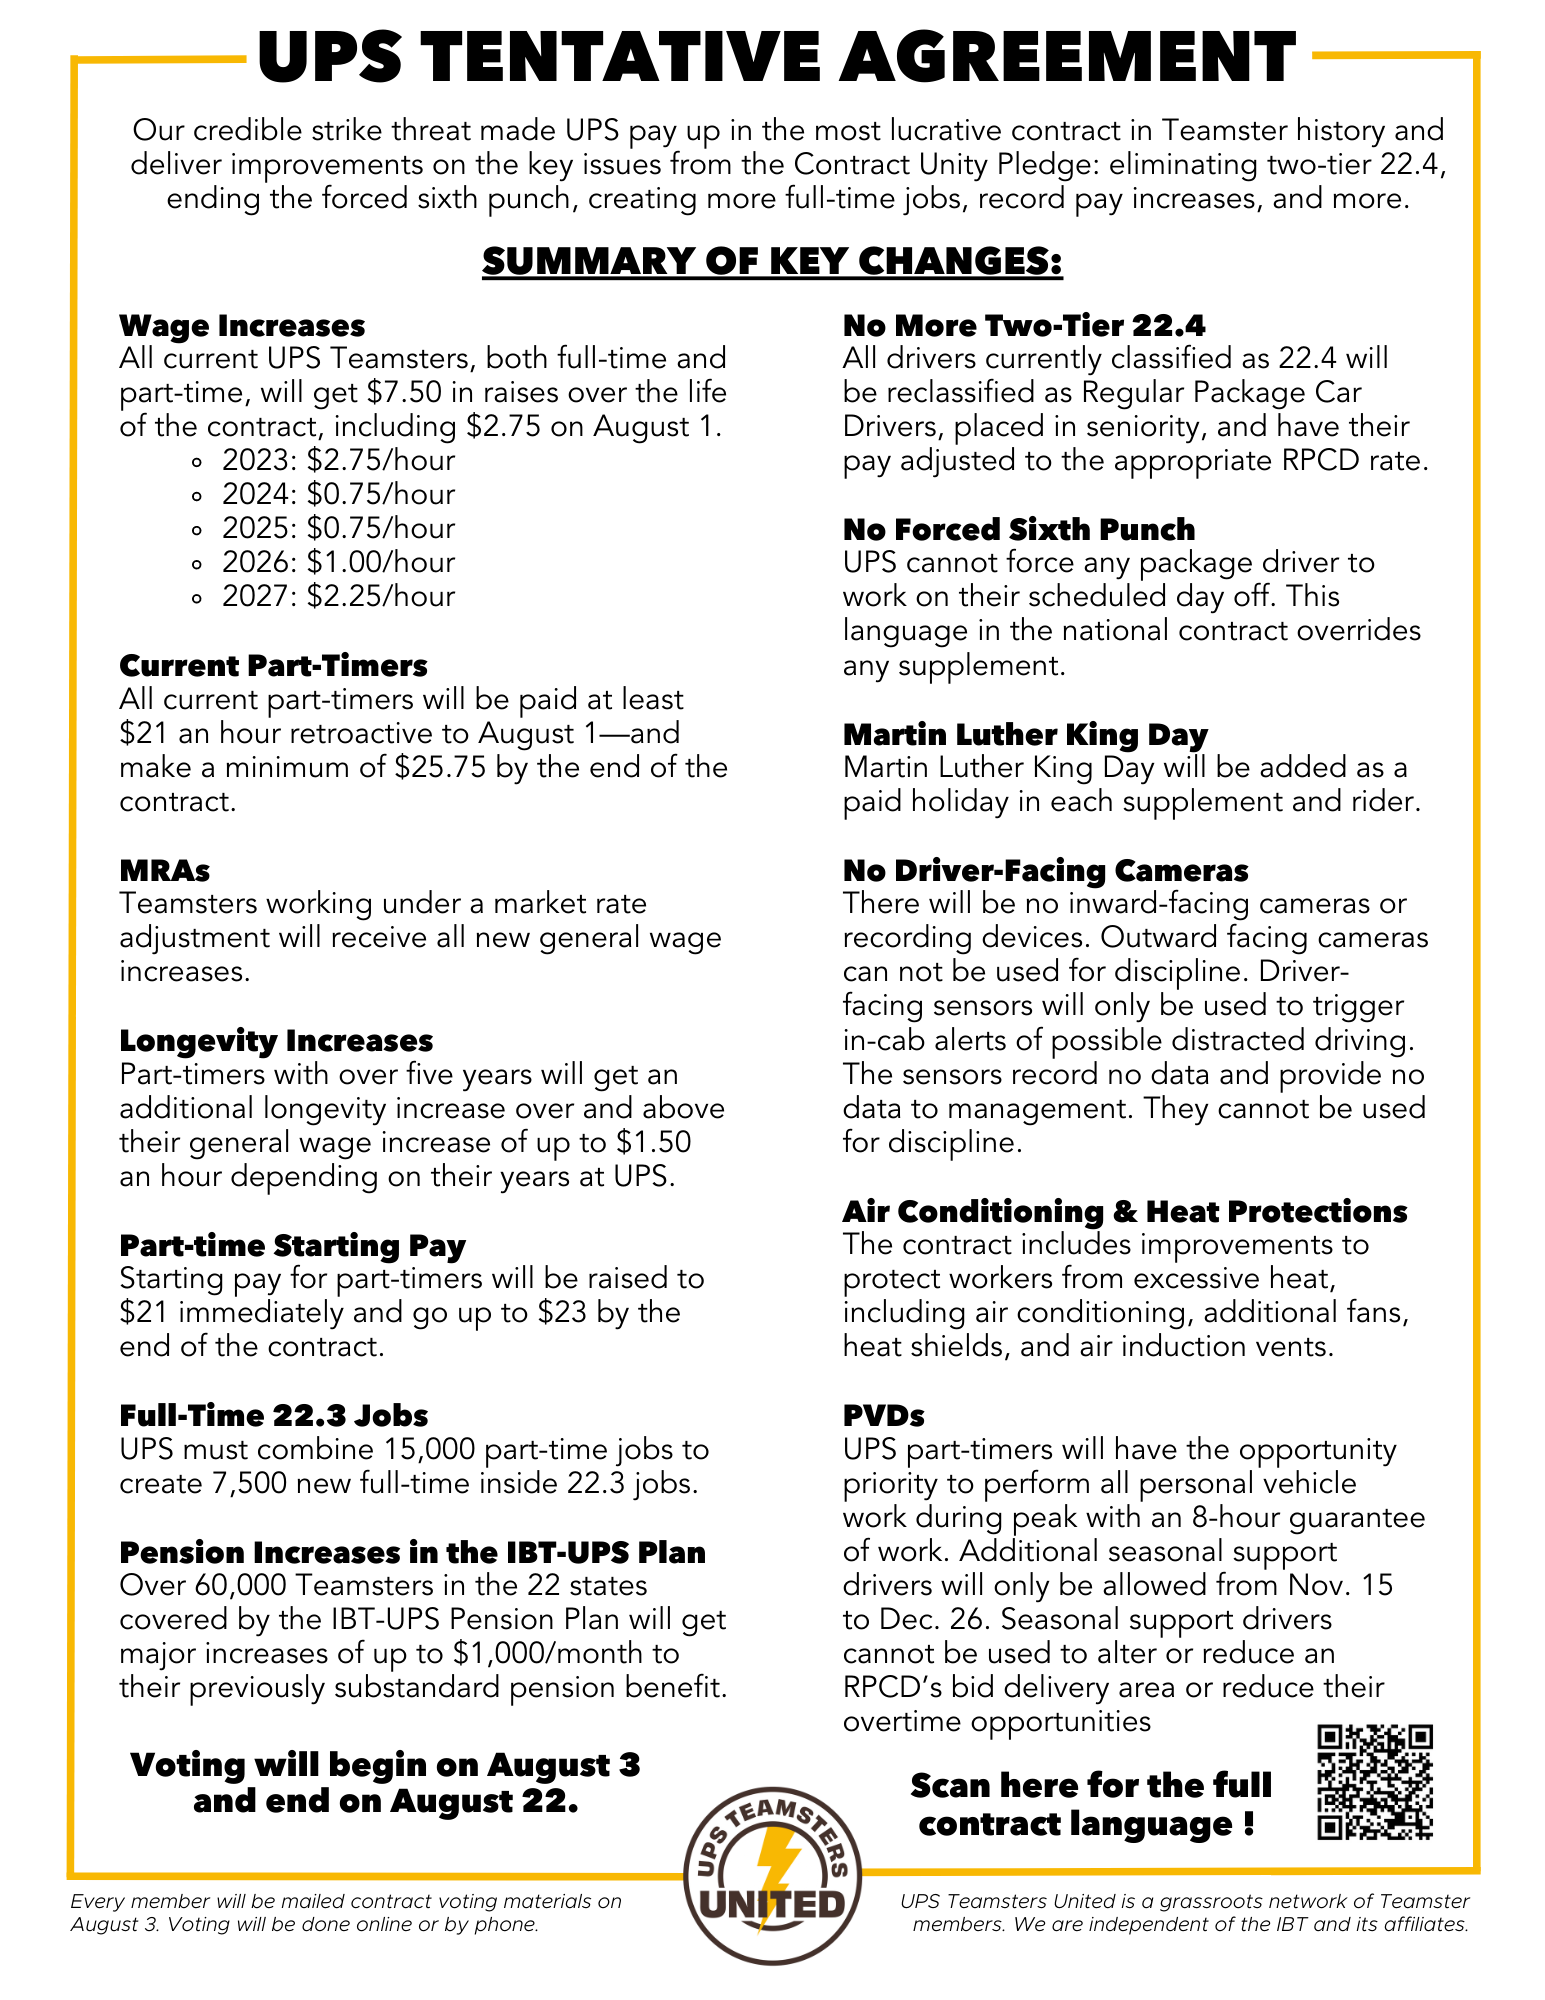 UPS TENTATIVE AGREEMENT
Our credible strike threat made UPS pay up in the most lucrative contract in Teamster history and
deliver improvements on the key issues from the Contract Unity Pledge: eliminating two-tier 22.4,
ending the forced sixth punch, creating more full-time jobs, record pay increases, and more.
SUMMARY OF KEY CHANGES:
Wage Increases
All current UPS Teamsters, both full-time and
part-time, will get $7.50 in raises over the life
of the contract, including $2.75 on August 1.
2023: $2.75/hour
2024: $0.75/hour
2025: $0.75/hour
2026: $1.00/hour
2027: $2.25/hour
Current Part-Timers
All current part-timers will be paid at least
$21 an hour retroactive to August 1—and
make a minimum of $25.75 by the end of the
contract.
MRAs
Teamsters working under a market rate
adjustment will receive all new general wage
increases.
Longevity Increases
Part-timers with over five years will get an
additional longevity increase over and above
their general wage increase of up to $1.50
an hour depending on their years at UPS.
Part-time Starting Pay
Starting pay for part-timers will be raised to
$21 immediately and go up to $23 by the
end of the contract.
Full-Time 22.3 Jobs
UPS must combine 15,000 part-time jobs to
create 7,500 new full-time inside 22.3 jobs.
Pension Increases in the IBT-UPS Plan
Over 60,000 Teamsters in the 22 states
covered by the IBT-UPS Pension Plan will get
major increases of up to $1,000/month to
their previously substandard pension benefit.
Voting will begin on August 3
and end on August 22.
No More Two-Tier 22.4
All drivers currently classified as 22.4 will
be reclassified as Regular Package Car
Drivers, placed in seniority, and have their
pay adjusted to the appropriate RPCD rate.
No Forced Sixth Punch
UPS cannot force any package driver to
work on their scheduled day off. This
language in the national contract overrides
any supplement.
Martin Luther King Day
Martin Luther King Day will be added as a
paid holiday in each supplement and rider.
No Driver-Facing Cameras
There will be no inward-facing cameras or
recording devices. Outward facing cameras
can not be used for discipline. Driver-
facing sensors will only be used to trigger
in-cab alerts of possible distracted driving.
The sensors record no data and provide no
data to management. They cannot be used
for discipline.
Air Conditioning & Heat Protections
The contract includes improvements to
protect workers from excessive heat,
including air conditioning, additional fans,
heat shields, and air induction vents.
PVDs
UPS part-timers will have the opportunity
priority to perform all personal vehicle
work during peak with an 8-hour guarantee
of work. Additional seasonal support
drivers will only be allowed from Nov. 15
to Dec. 26. Seasonal support drivers
cannot be used to alter or reduce an
RPCD’s bid delivery area or reduce their
overtime opportunities
Scan here for the full
contract language !
UPS TEAMSTERS
UNITED
Every member will be mailed contract voting materials on
August 3. Voting will be done online or by phone.
UPS Teamsters United is a grassroots network of Teamster
members. We are independent of the IBT and its affiliates.